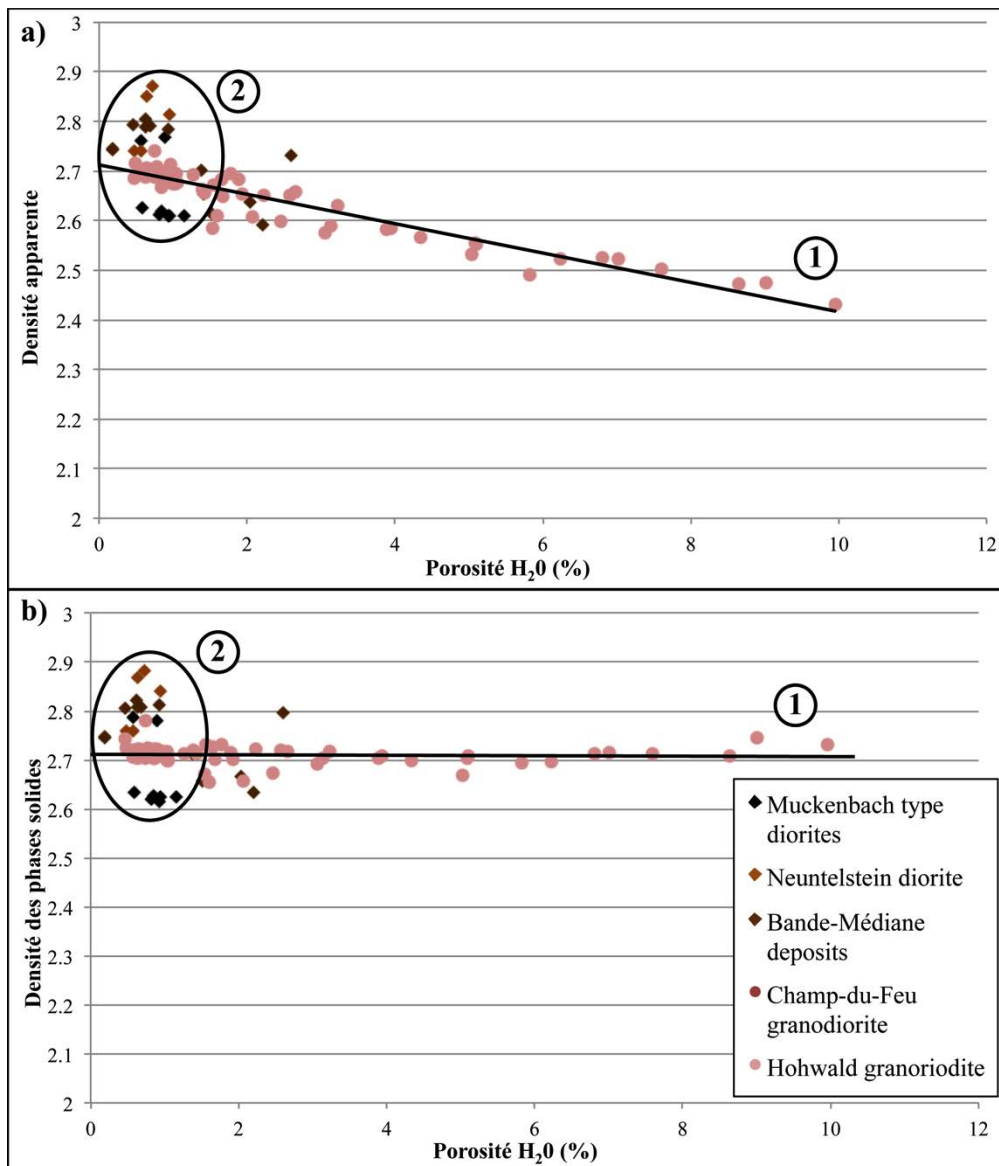 a)
3
2.9
2.8
2.7
2.6
2.5
2.4
2.3
2.2
2.1
2
Densité apparente
2
1
0 2 4 6 8 10 12
Porosité H₂0 (%)
b)
3
2.9
2.8
2.7
2.6
2.5
2.4
2.3
2.2
2.1
2
Densité des phases solides
2
1
Muckenbach type
diorites
Neuntelstein diorite
Bande-Médiane
deposits
Champ-du-Feu
granodiorite
Hohwald granoriodite
0 2 4 6 8 10 12
Porosité H₂0 (%)